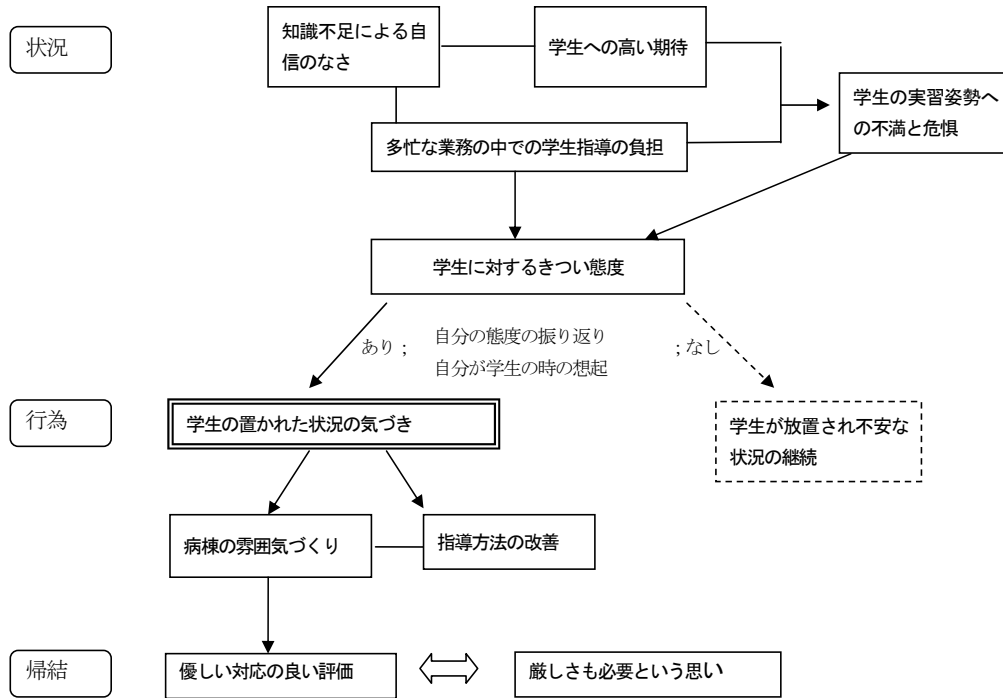 状況
知識不足による自
信のなさ
学生への高い期待
学生の実習姿勢へ
の不満と危惧
多忙な業務の中での学生指導の負担
学生に対するきつい態度
あり；
自分の態度の振り返り
自分が学生の時の想起
；なし
行為
学生の置かれた状況の気づき
学生が放置され不安な
状況の継続
病棟の雰囲気づくり
指導方法の改善
帰結
優しい対応の良い評価
厳しさも必要という思い